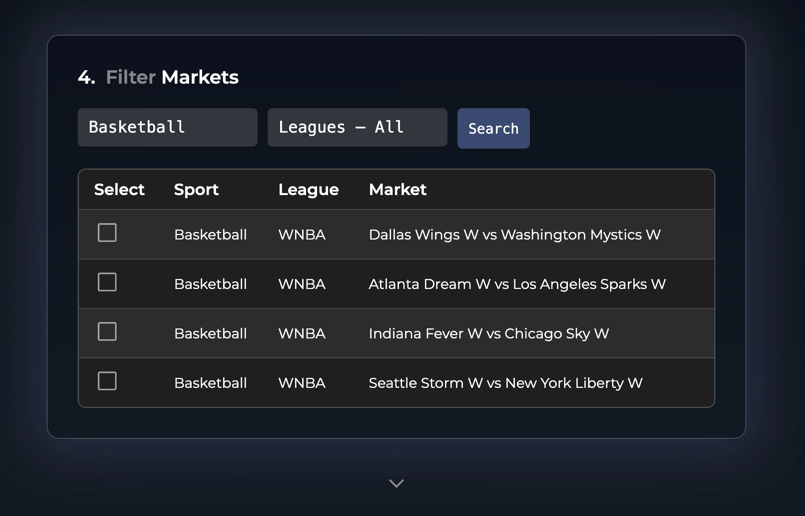 4. Filter Markets
Basketball Leagues – All Search
Select Sport League Market
Basketball WNBA Dallas Wings W vs Washington Mystics W
Basketball WNBA Atlanta Dream W vs Los Angeles Sparks W
Basketball WNBA Indiana Fever W vs Chicago Sky W
Basketball WNBA Seattle Storm W vs New York Liberty W